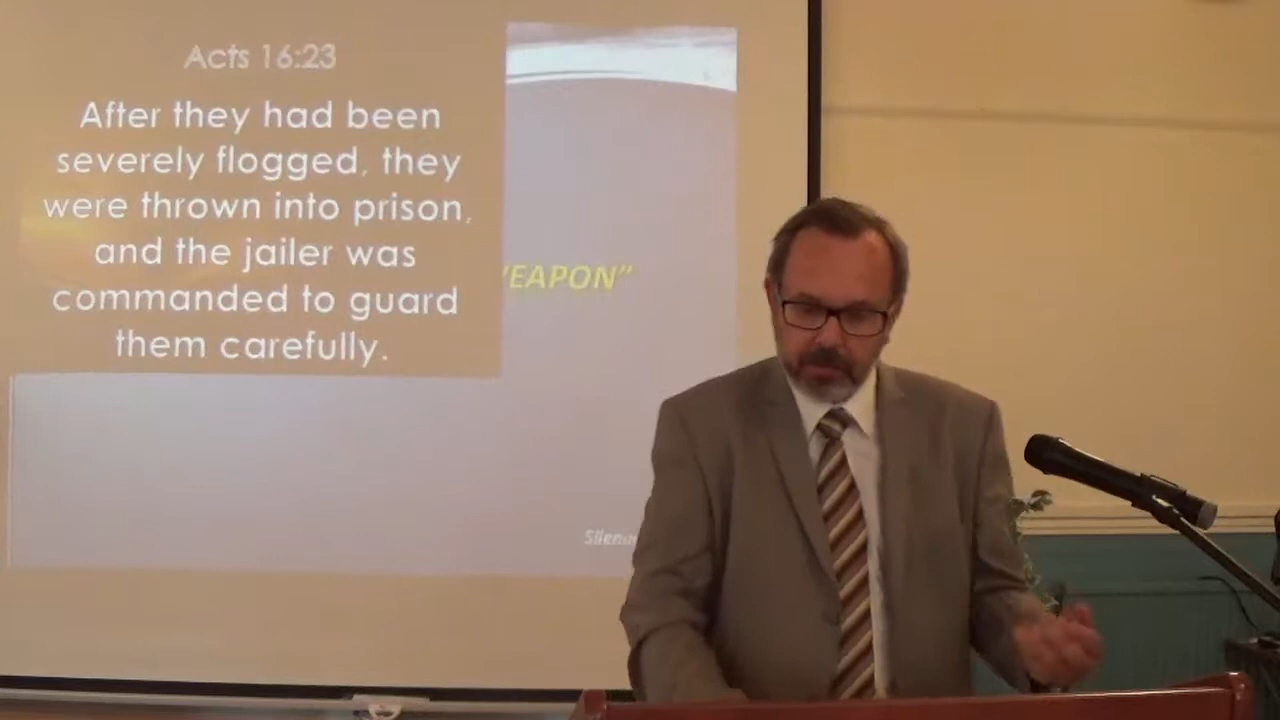 Acts 16:23
After they had been
severely flogged, they
were thrown into prison,
and the jailer was
commanded to guard
them carefully.
EAPON”